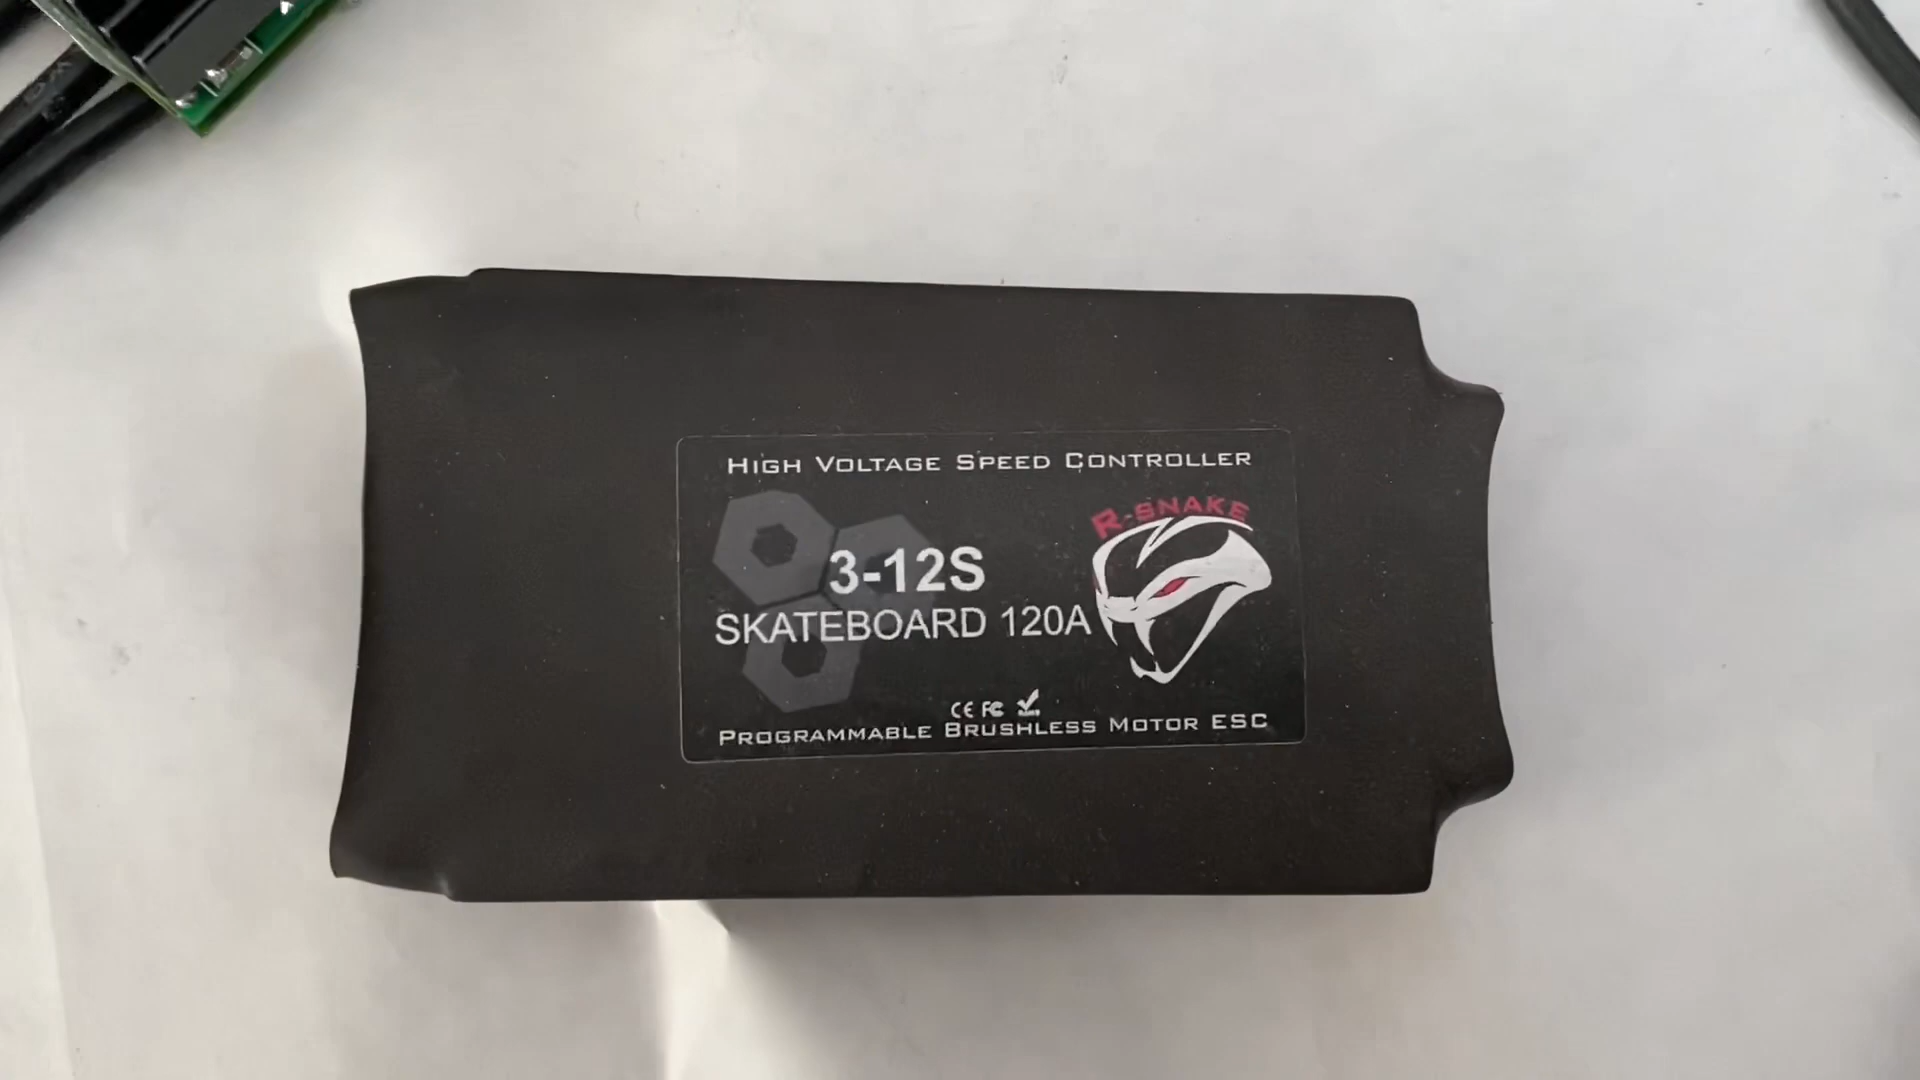 HIGH VOLTAGE SPEED CONTROLLER
R-SNAKE
3-12S
SKATEBOARD 120A
CE FC
PROGRAMMABLE BRUSHLESS MOTOR ESC